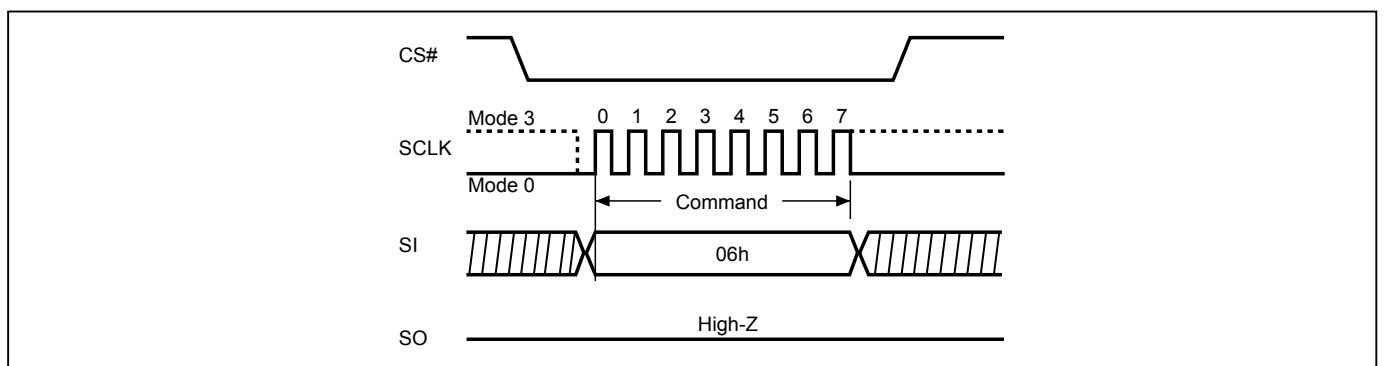 CS#
Mode 3 0 1 2 3 4 5 6 7
SCLK
Mode 0
Command
SI
06h
High-Z
SO